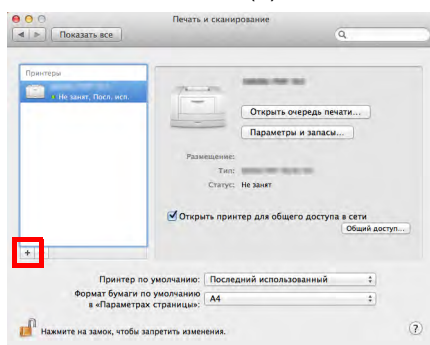 Печать и сканирование
Показать все
Принтеры
Не занят, Посл. исп.
Открыть очередь печати...
Параметры и запасы...
Размещение:
Тип:
Статус: Не занят
Открыть принтер для общего доступа в сети
Общий доступ...
+
Принтер по умолчанию: Последний использованный
Формат бумаги по умолчанию
в «Параметрах страницы»: A4
Нажмите на замок, чтобы запретить изменения.
?